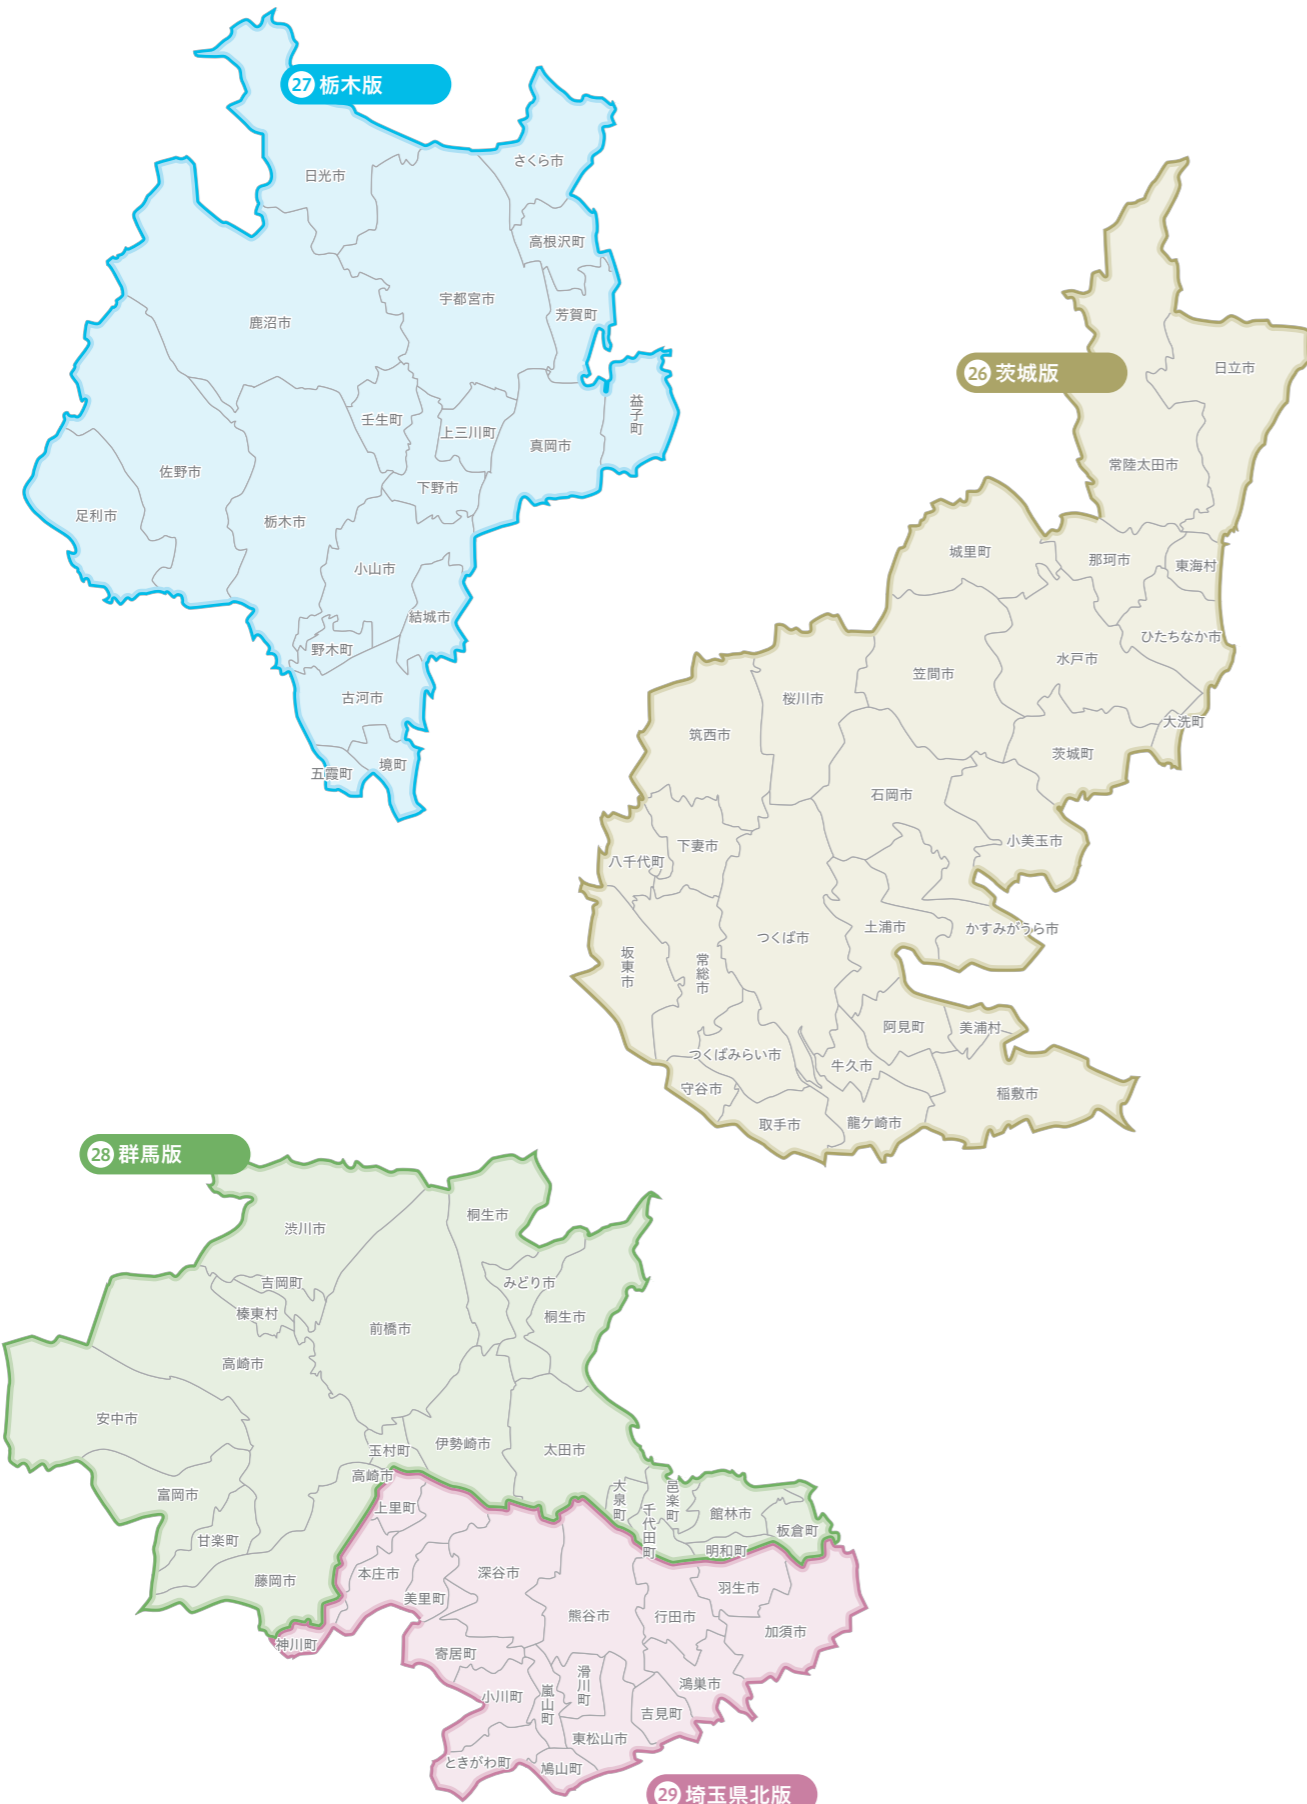 27 栃木版
日光市
さくら市
高根沢町
宇都宮市
芳賀町
鹿沼市
益子町
壬生町
上三川町
真岡市
佐野市
下野市
足利市
栃木市
小山市
結城市
野木町
古河市
境町
五霞町
26 茨城版
日立市
常陸太田市
城里町
那珂市
東海村
ひたちなか市
水戸市
笠間市
桜川市
大洗町
筑西市
茨城町
石岡市
小美玉市
下妻市
八千代町
土浦市
かすみがうら市
つくば市
坂東市
常総市
阿見町
美浦村
つくばみらい市
牛久市
守谷市
稲敷市
取手市
龍ケ崎市
28 群馬版
桐生市
渋川市
吉岡町
みどり市
榛東村
桐生市
前橋市
高崎市
安中市
伊勢崎市
玉村町
太田市
高崎市
富岡市
大泉町
邑楽町
千代田町
館林市
板倉町
甘楽町
明和町
藤岡市
上里町
本庄市
深谷市
美里町
羽生市
熊谷市
行田市
加須市
神川町
寄居町
滑川町
鴻巣市
小川町
嵐山町
吉見町
東松山市
ときがわ町
鳩山町
29 埼玉県北版